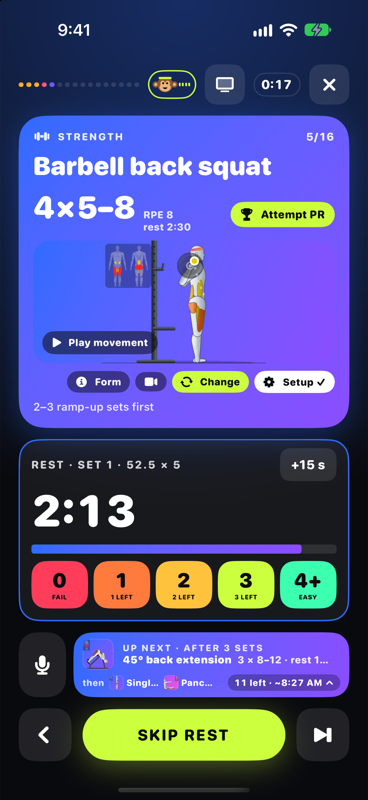 9:41
0:17
STRENGTH 5/16
Barbell back squat
4×5–8 RPE 8
rest 2:30
Attempt PR
Play movement
Form Change Setup ✓
2–3 ramp-up sets first
REST · SET 1 · 52.5 × 5 +15 s
2:13
0 1 2 3 4+
FAIL 1 LEFT 2 LEFT 3 LEFT EASY
UP NEXT · AFTER 3 SETS
45° back extension 3 × 8–12 · rest 1...
then Singl... Panc... 11 left · ~8:27 AM
SKIP REST